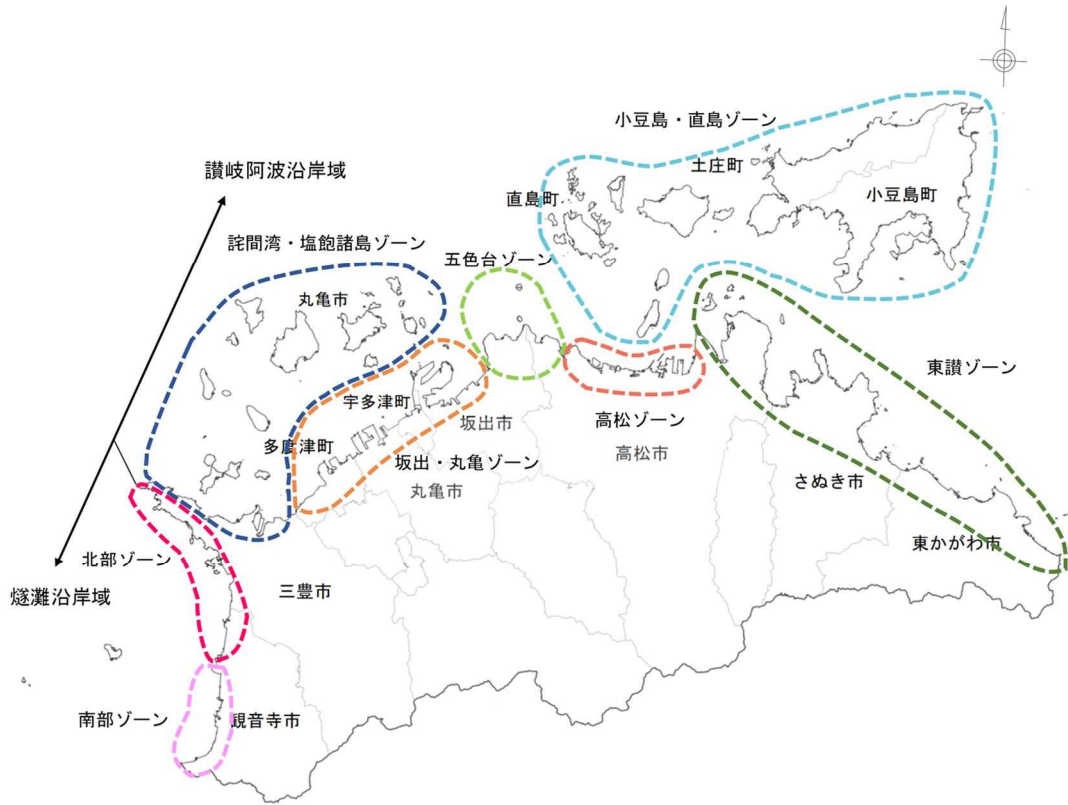 小豆島・直島ゾーン
讃岐阿波沿岸域
土庄町
直島町
小豆島町
詫間湾・塩飽諸島ゾーン
五色台ゾーン
丸亀市
東讃ゾーン
宇多津町
高松ゾーン
坂出市
多度津町
高松市
坂出・丸亀ゾーン
丸亀市
さぬき市
東かがわ市
北部ゾーン
三豊市
燧灘沿岸域
南部ゾーン
観音寺市